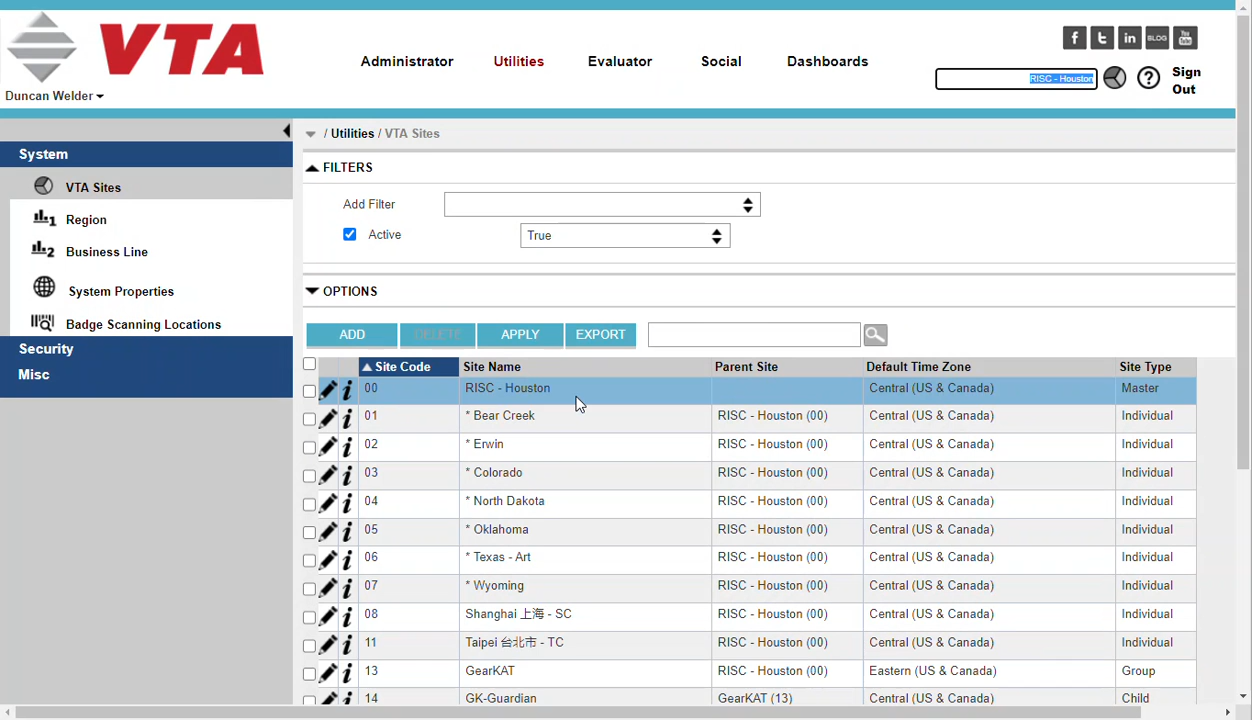 VTA
Duncan Welder
Administrator
Utilities
Evaluator
Social
Dashboards
f
t
in
BLOG
You Tube
RISC - Houston
?
Sign Out
System
VTA Sites
1 Region
2 Business Line
System Properties
Badge Scanning Locations
Security
Misc
/ Utilities / VTA Sites
FILTERS
Add Filter
Active True
OPTIONS
ADD DELETE APPLY EXPORT
Site Code Site Name Parent Site Default Time Zone Site Type
i 00 RISC - Houston Central (US & Canada) Master
i 01 * Bear Creek RISC - Houston (00) Central (US & Canada) Individual
i 02 * Erwin RISC - Houston (00) Central (US & Canada) Individual
i 03 * Colorado RISC - Houston (00) Central (US & Canada) Individual
i 04 * North Dakota RISC - Houston (00) Central (US & Canada) Individual
i 05 * Oklahoma RISC - Houston (00) Central (US & Canada) Individual
i 06 * Texas - Art RISC - Houston (00) Central (US & Canada) Individual
i 07 * Wyoming RISC - Houston (00) Central (US & Canada) Individual
i 08 Shanghai 上海 - SC RISC - Houston (00) Central (US & Canada) Individual
i 11 Taipei 台北市 - TC RISC - Houston (00) Central (US & Canada) Individual
i 13 GearKAT RISC - Houston (00) Eastern (US & Canada) Group
i 14 GK-Guardian GearKAT (13) Central (US & Canada) Child